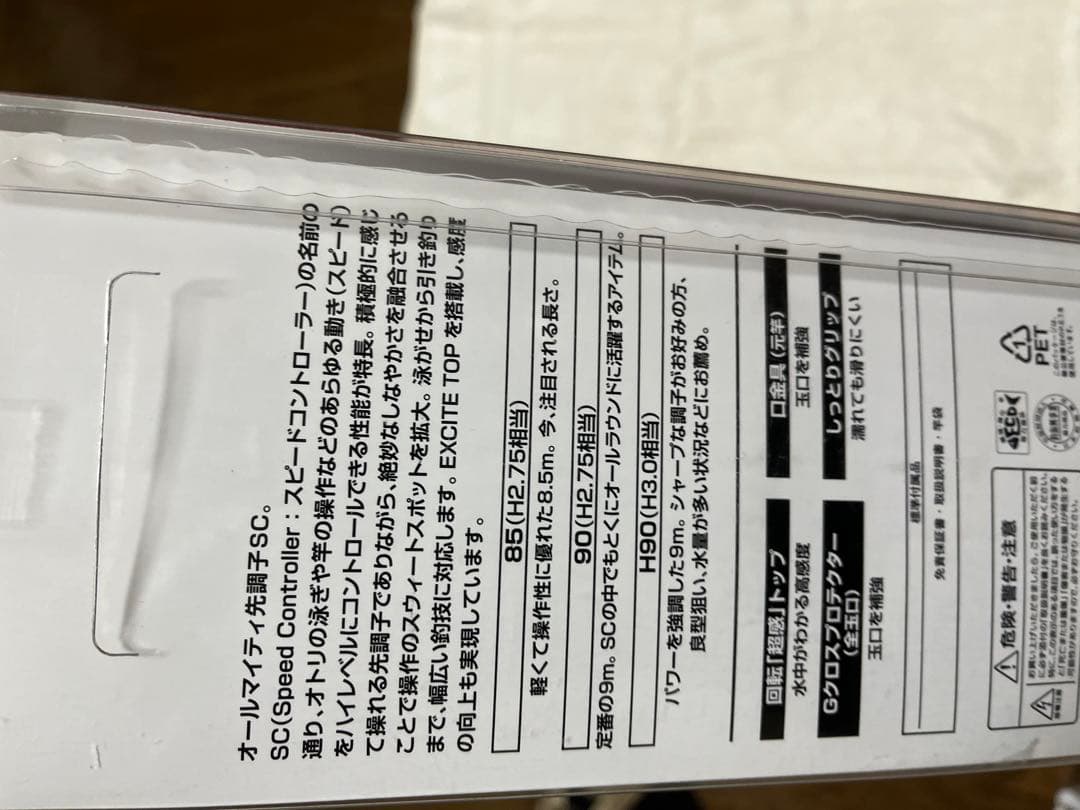 オールマイティ先調子SC。
SC(Speed Controller:スピードコントローラー)の名前の
通り、オトリの泳ぎや竿の操作などのあらゆる動き(スピード)
をハイレベルにコントロールできる性能が特長。積極的に感じ
て操れる先調子でありながら、絶妙なしなやかさを融合させる
ことで操作のスウィートスポットを拡大。泳がせから引き釣り
まで、幅広い釣技に対応します。EXCITE TOPを搭載し、感度
の向上も実現しています。
85(H2.75相当)
軽くて操作性に優れた8.5m。今、注目される長さ。
90(H2.75相当)
定番の9m。SCの中でもとくにオールラウンドに活躍するアイテム。
H90(H3.0相当)
パワーを強調した9m。シャープな調子がお好みの方、
良型狙い、水量が多い状況などにお薦め。
回転「超感」トップ
水中がわかる高感度
口金具(元竿)
玉口を補強
Gクロスプロテクター
(全玉口)
玉口を補強
しっとりグリップ
濡れても滑りにくい
標準付属品
免責保証書・取扱説明書・竿袋
危険・警告・注意
PET